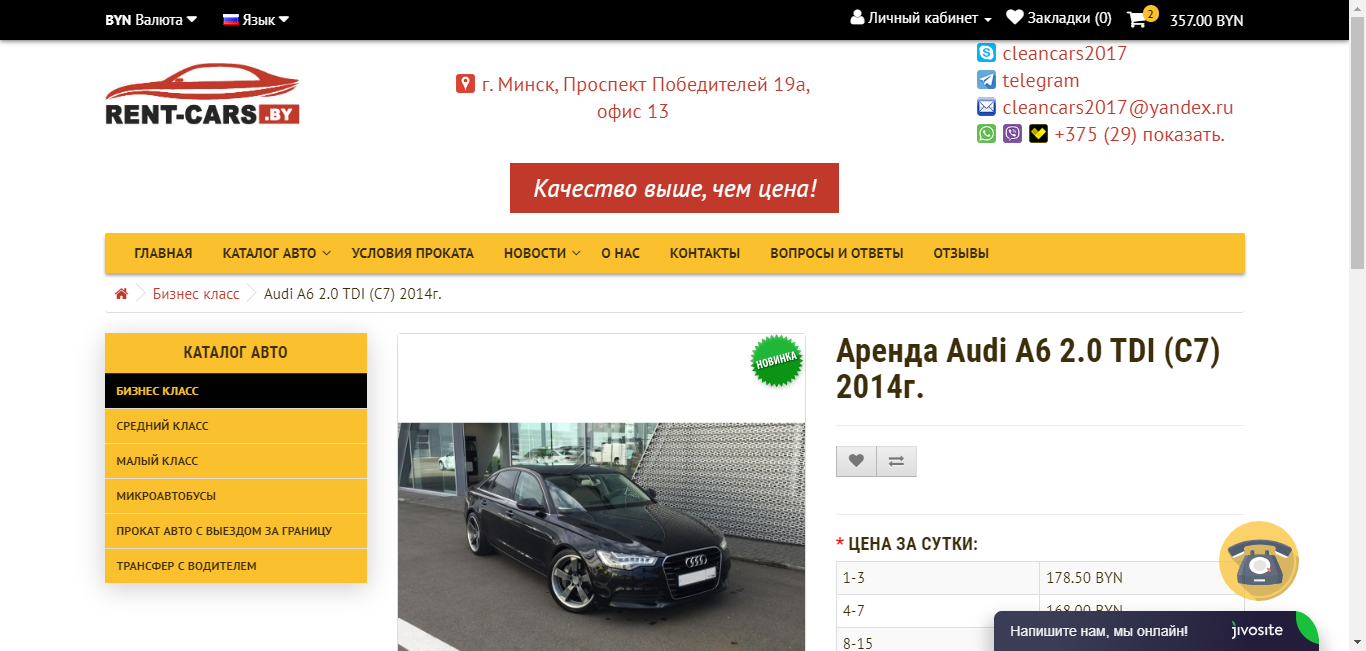 BYN Валюта
Язык
Личный кабинет
Закладки (0)
2
357.00 BYN
cleancars2017
telegram
cleancars2017@yandex.ru
+375 (29) показать.
RENT-CARS.BY
г. Минск, Проспект Победителей 19а,
офис 13
Качество выше, чем цена!
ГЛАВНАЯ КАТАЛОГ АВТО УСЛОВИЯ ПРОКАТА НОВОСТИ О НАС КОНТАКТЫ ВОПРОСЫ И ОТВЕТЫ ОТЗЫВЫ
Бизнес класс Audi A6 2.0 TDI (C7) 2014г.
КАТАЛОГ АВТО
БИЗНЕС КЛАСС
СРЕДНИЙ КЛАСС
МАЛЫЙ КЛАСС
МИКРОАВТОБУСЫ
ПРОКАТ АВТО С ВЫЕЗДОМ ЗА ГРАНИЦУ
ТРАНСФЕР С ВОДИТЕЛЕМ
НОВИНКА
Аренда Audi A6 2.0 TDI (C7)
2014г.
* ЦЕНА ЗА СУТКИ:
1-3 178.50 BYN
4-7 168.00 BYN
8-15
Напишите нам, мы онлайн! jivosite